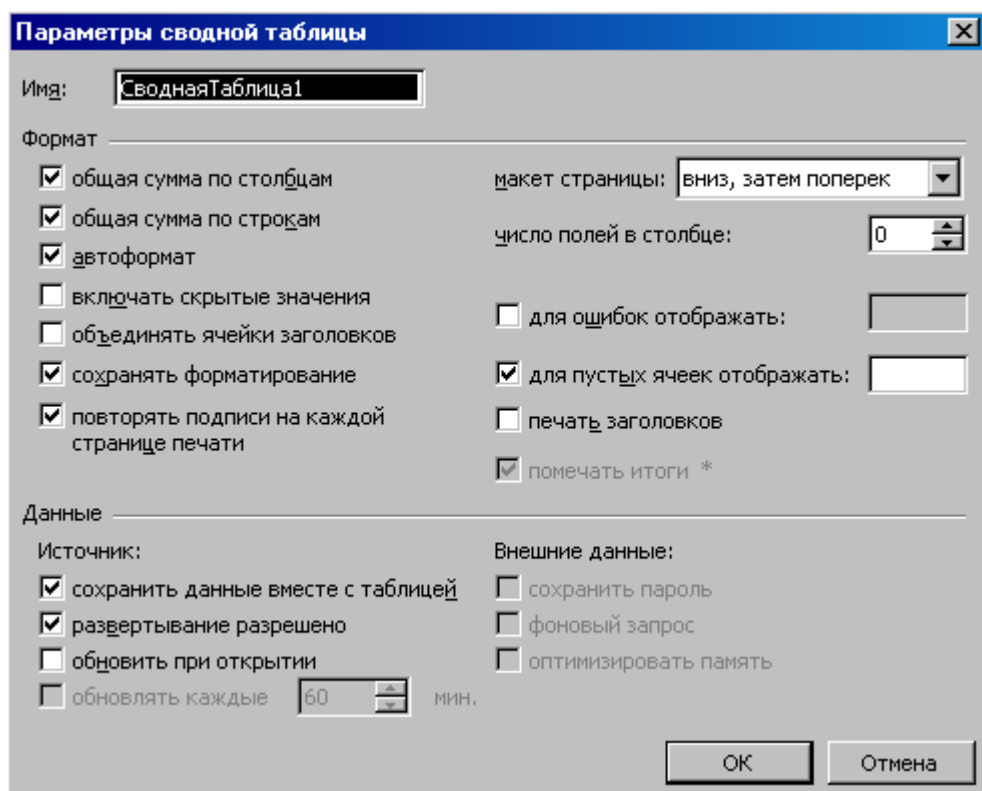 Параметры сводной таблицы
Имя: СводнаяТаблица1
Формат
общая сумма по столбцам
общая сумма по строкам
автоформат
включать скрытые значения
объединять ячейки заголовков
сохранять форматирование
повторять подписи на каждой
странице печати
макет страницы: вниз, затем поперек
число полей в столбце: 0
для ошибок отображать:
для пустых ячеек отображать:
печать заголовков
помечать итоги *
Данные
Источник:
сохранить данные вместе с таблицей
развертывание разрешено
обновить при открытии
обновлять каждые 60 мин.
Внешние данные:
сохранить пароль
фоновый запрос
оптимизировать память
ОК
Отмена